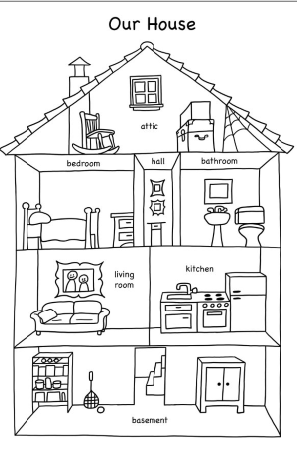 Our House
attic
bedroom
hall
bathroom
living
room
kitchen
basement